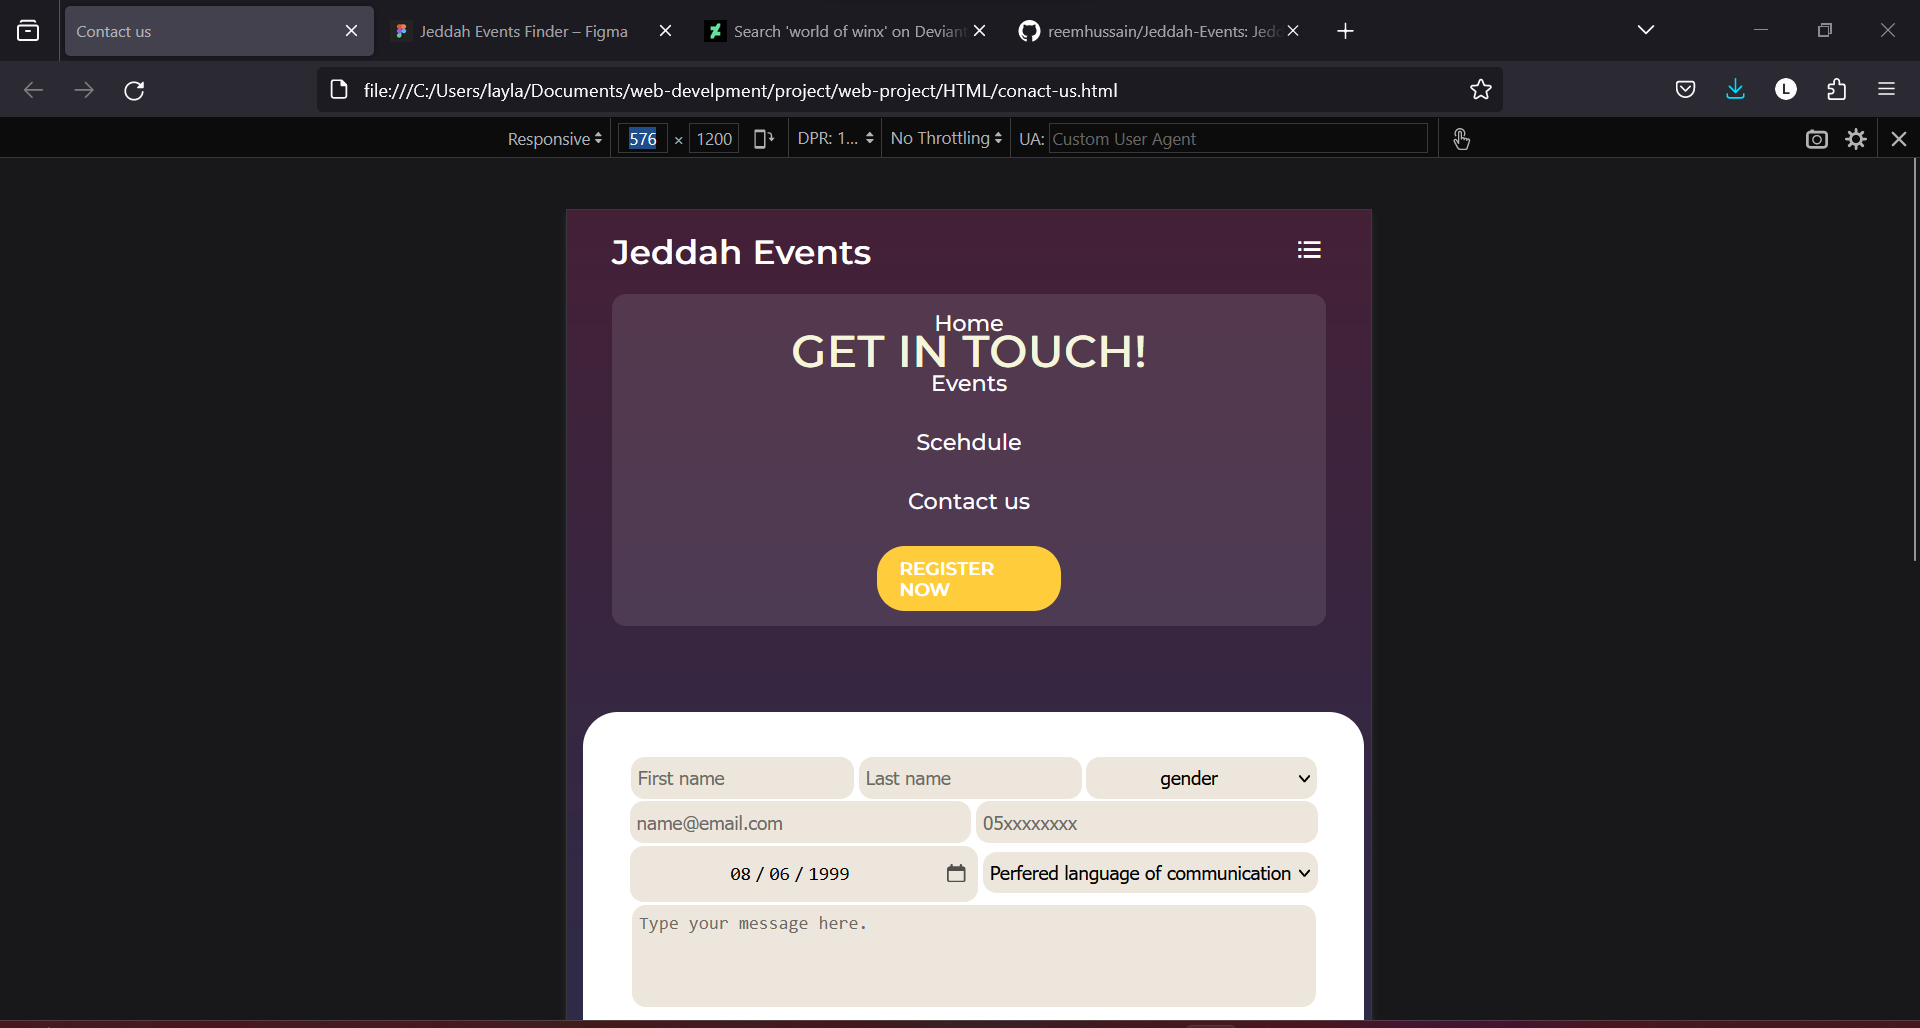 Contact us
Jeddah Events Finder – Figma
Search 'world of winx' on Deviant
reemhussain/Jeddah-Events: Jedd
file:///C:/Users/layla/Documents/web-develpment/project/web-project/HTML/conact-us.html
L
Responsive
576 × 1200
DPR: 1...
No Throttling
UA: Custom User Agent
Jeddah Events
Home
GET IN TOUCH!
Events
Scehdule
Contact us
REGISTER
NOW
First name
Last name
gender
name@email.com
05xxxxxxxx
08 / 06 / 1999
Perfered language of communication
Type your message here.